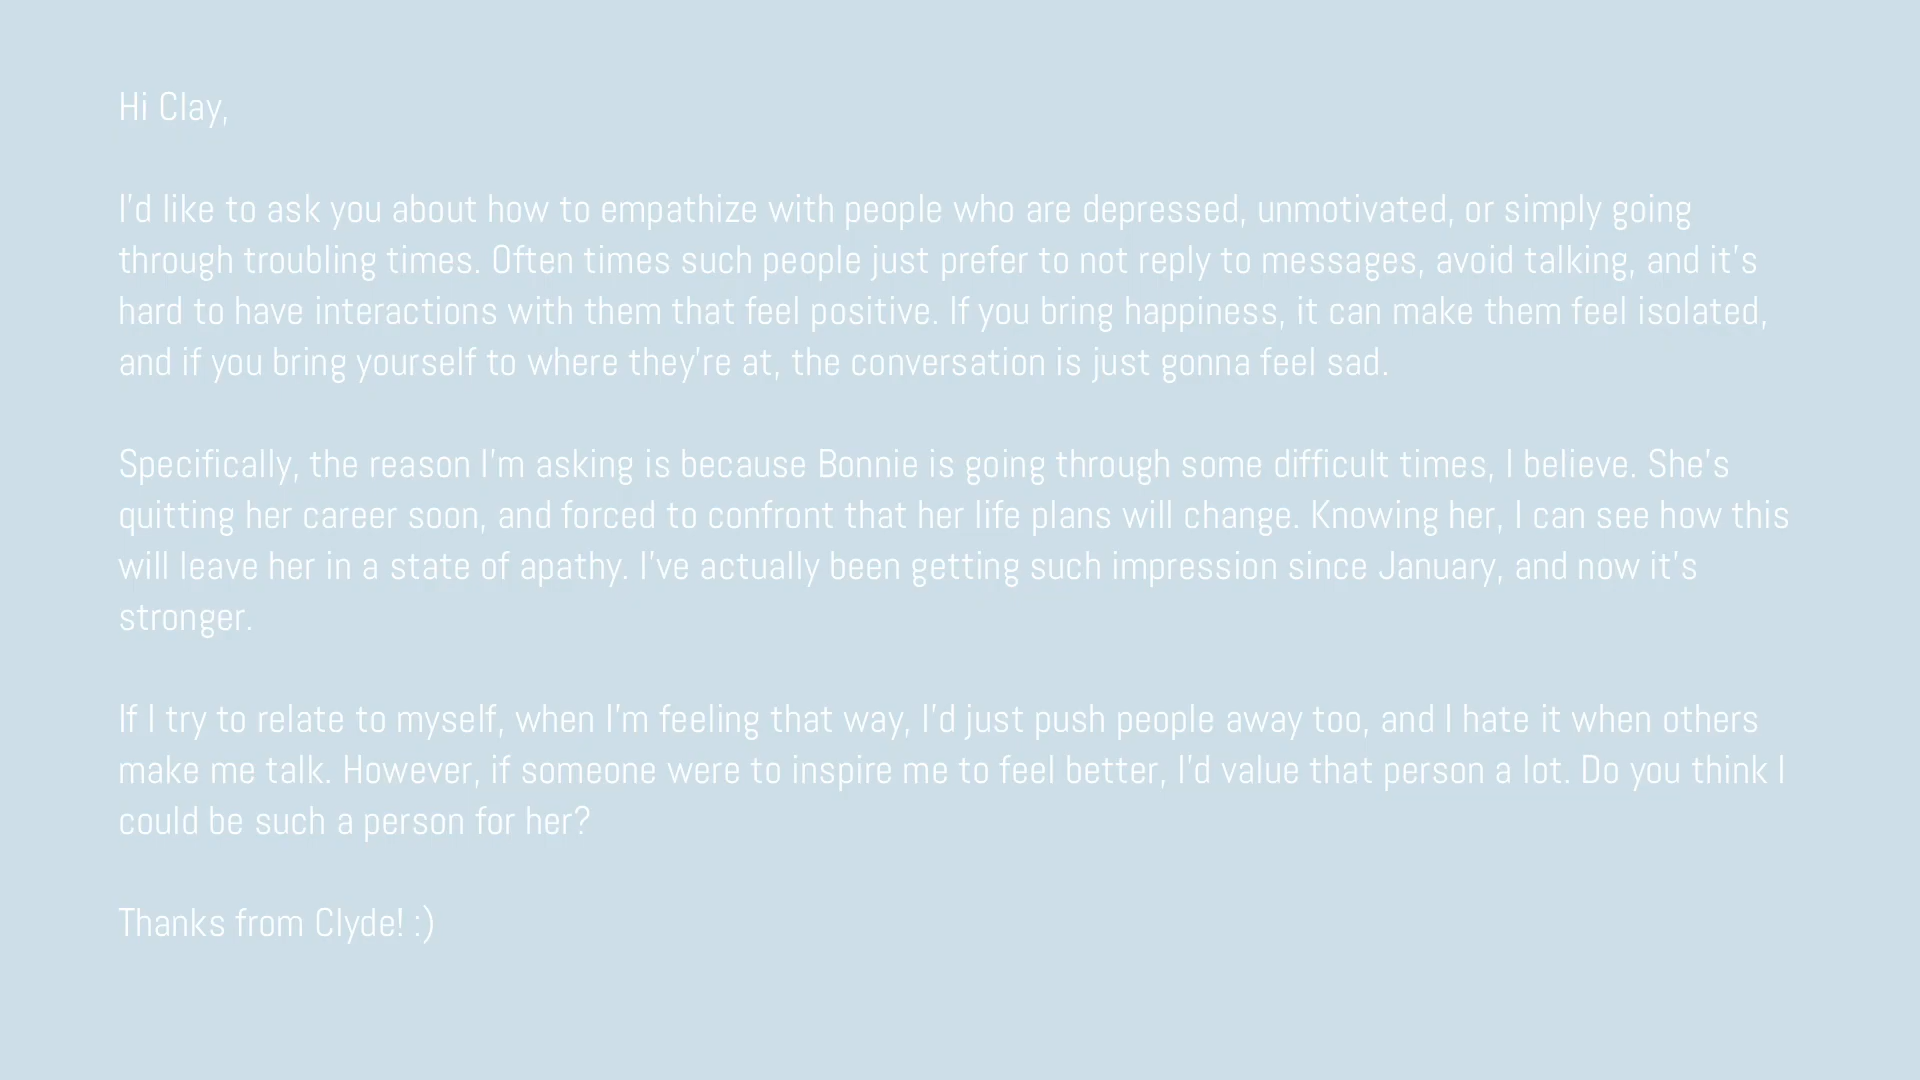 Hi Clay,
I'd like to ask you about how to empathize with people who are depressed, unmotivated, or simply going
through troubling times. Often times such people just prefer to not reply to messages, avoid talking, and it's
hard to have interactions with them that feel positive. If you bring happiness, it can make them feel isolated,
and if you bring yourself to where they're at, the conversation is just gonna feel sad.
Specifically, the reason I'm asking is because Bonnie is going through some difficult times, I believe. She's
quitting her career soon, and forced to confront that her life plans will change. Knowing her, I can see how this
will leave her in a state of apathy. I've actually been getting such impression since January, and now it's
stronger.
If I try to relate to myself, when I'm feeling that way, I'd just push people away too, and I hate it when others
make me talk. However, if someone were to inspire me to feel better, I'd value that person a lot. Do you think I
could be such a person for her?
Thanks from Clyde! :)